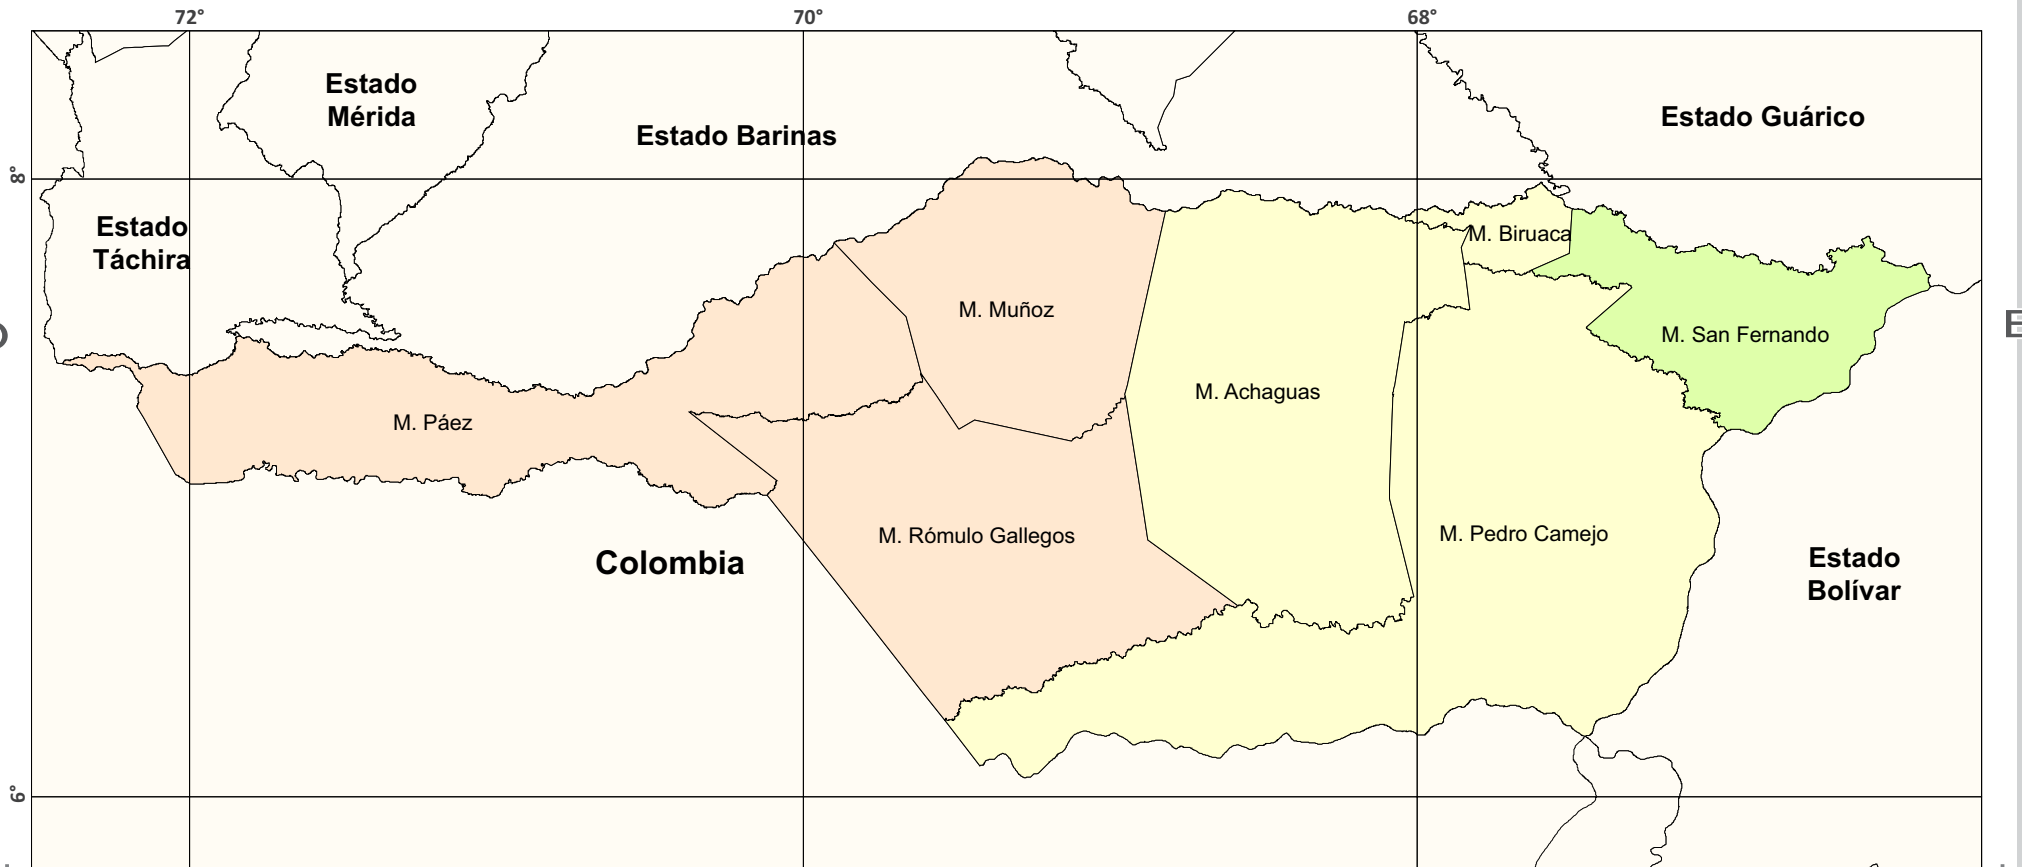 72°
70°
68°
Estado
Mérida
Estado Barinas
Estado Guárico
8
Estado
Táchira
M. Biruaca
M. Muñoz
M. San Fernando
E
M. Achaguas
M. Páez
M. Rómulo Gallegos
M. Pedro Camejo
Colombia
Estado
Bolívar
6°